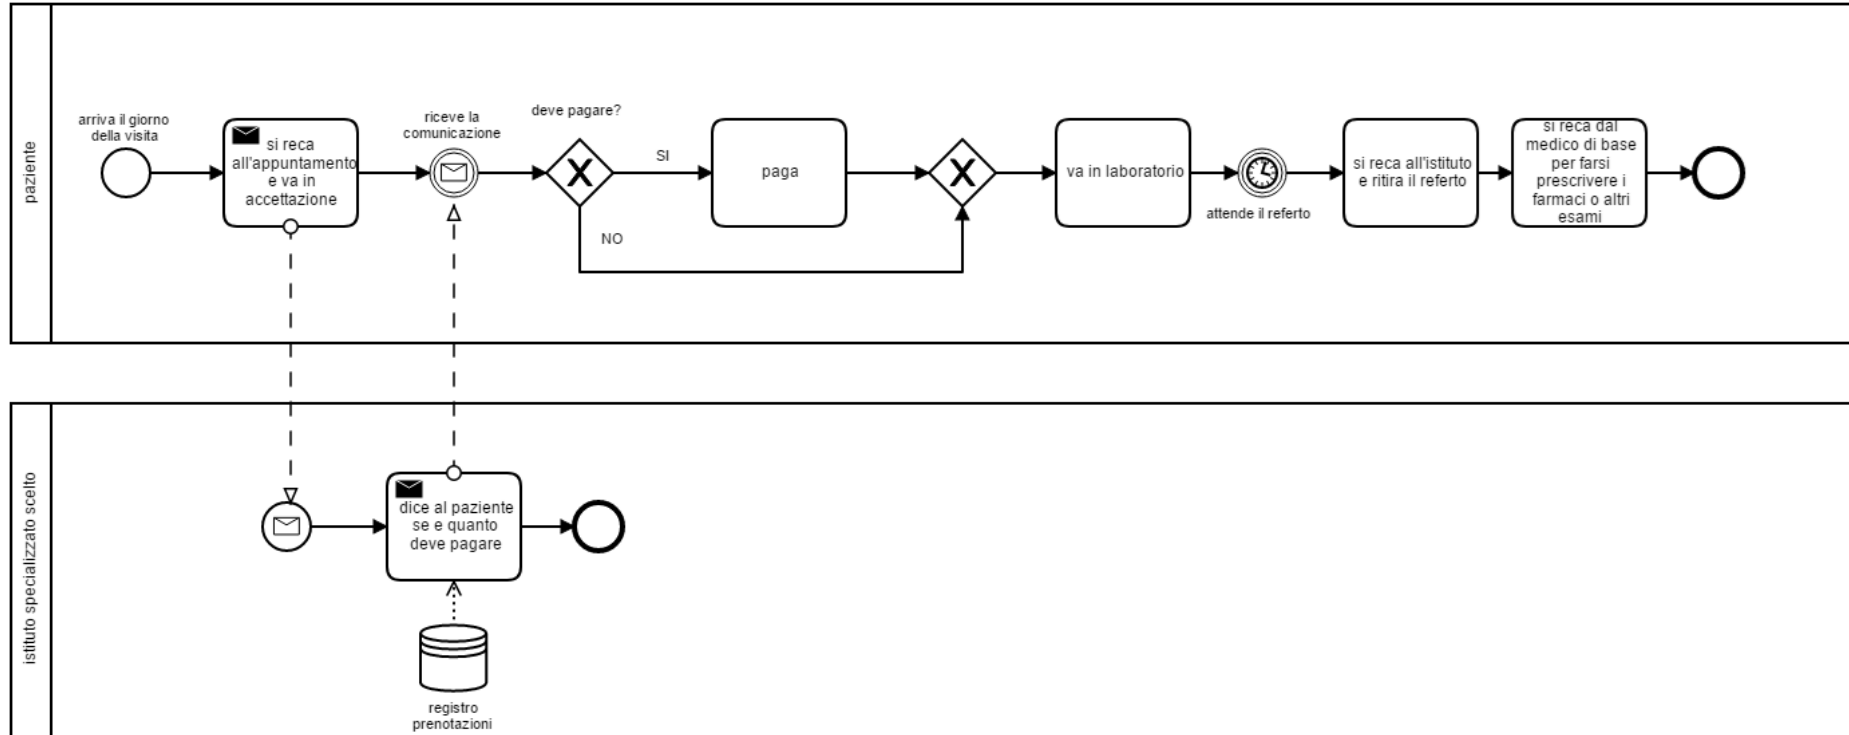 paziente
arriva il giorno
della visita
si reca
all'appuntamento
e va in
accettazione
riceve la
comunicazione
deve pagare?
SI
NO
paga
va in laboratorio
attende il referto
si reca all'istituto
e ritira il referto
si reca dal
medico di base
per farsi
prescrivere i
farmaci o altri
esami
istituto specializzato scelto
dice al paziente
se e quanto
deve pagare
registro
prenotazioni